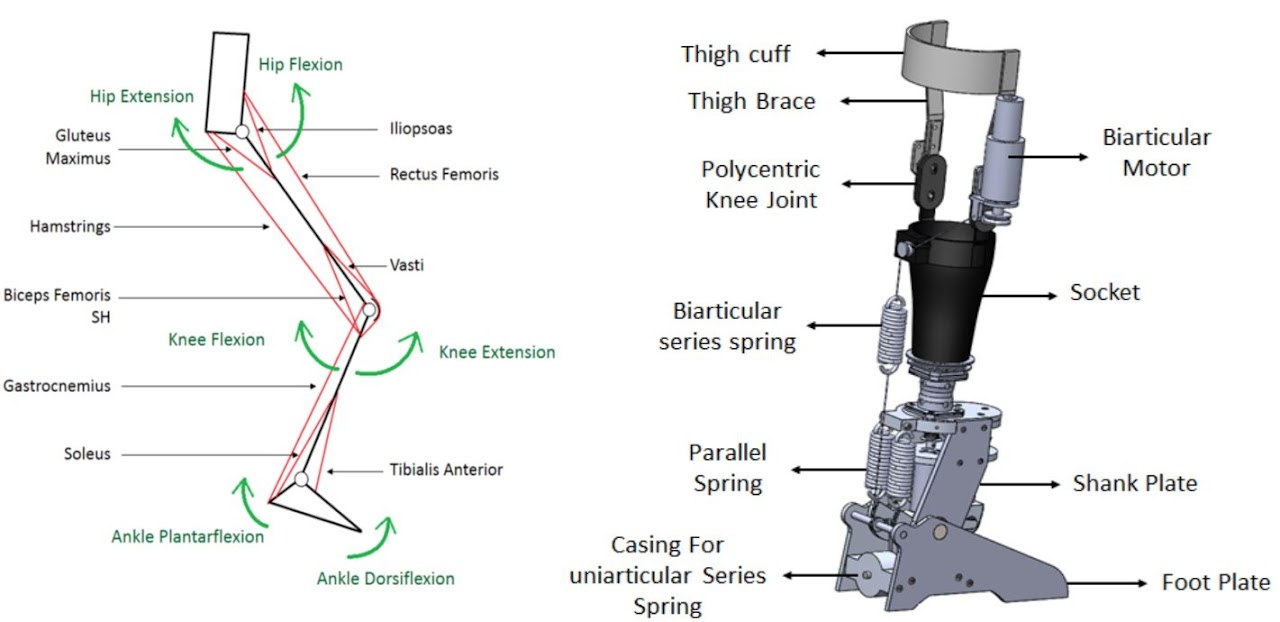 Hip Flexion
Hip Extension
Gluteus
Maximus
Iliopsoas
Rectus Femoris
Hamstrings
Vasti
Biceps Femoris
SH
Knee Flexion
Knee Extension
Gastrocnemius
Soleus
Tibialis Anterior
Ankle Plantarflexion
Ankle Dorsiflexion
Thigh cuff
Thigh Brace
Biarticular
Motor
Polycentric
Knee Joint
Socket
Biarticular
series spring
Parallel
Spring
Shank Plate
Casing For
uniarticular Series
Spring
Foot Plate